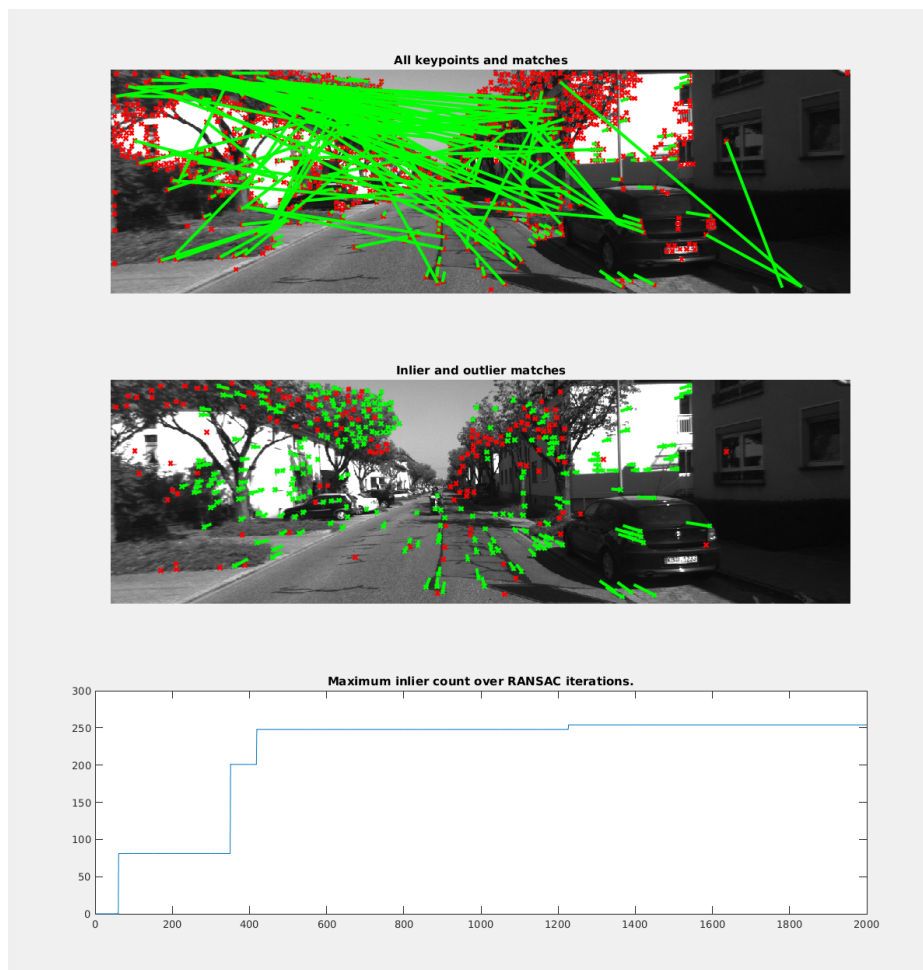 All keypoints and matches
Inlier and outlier matches
Maximum inlier count over RANSAC iterations.
300
250
200
150
100
50
0
0 200 400 600 800 1000 1200 1400 1600 1800 2000